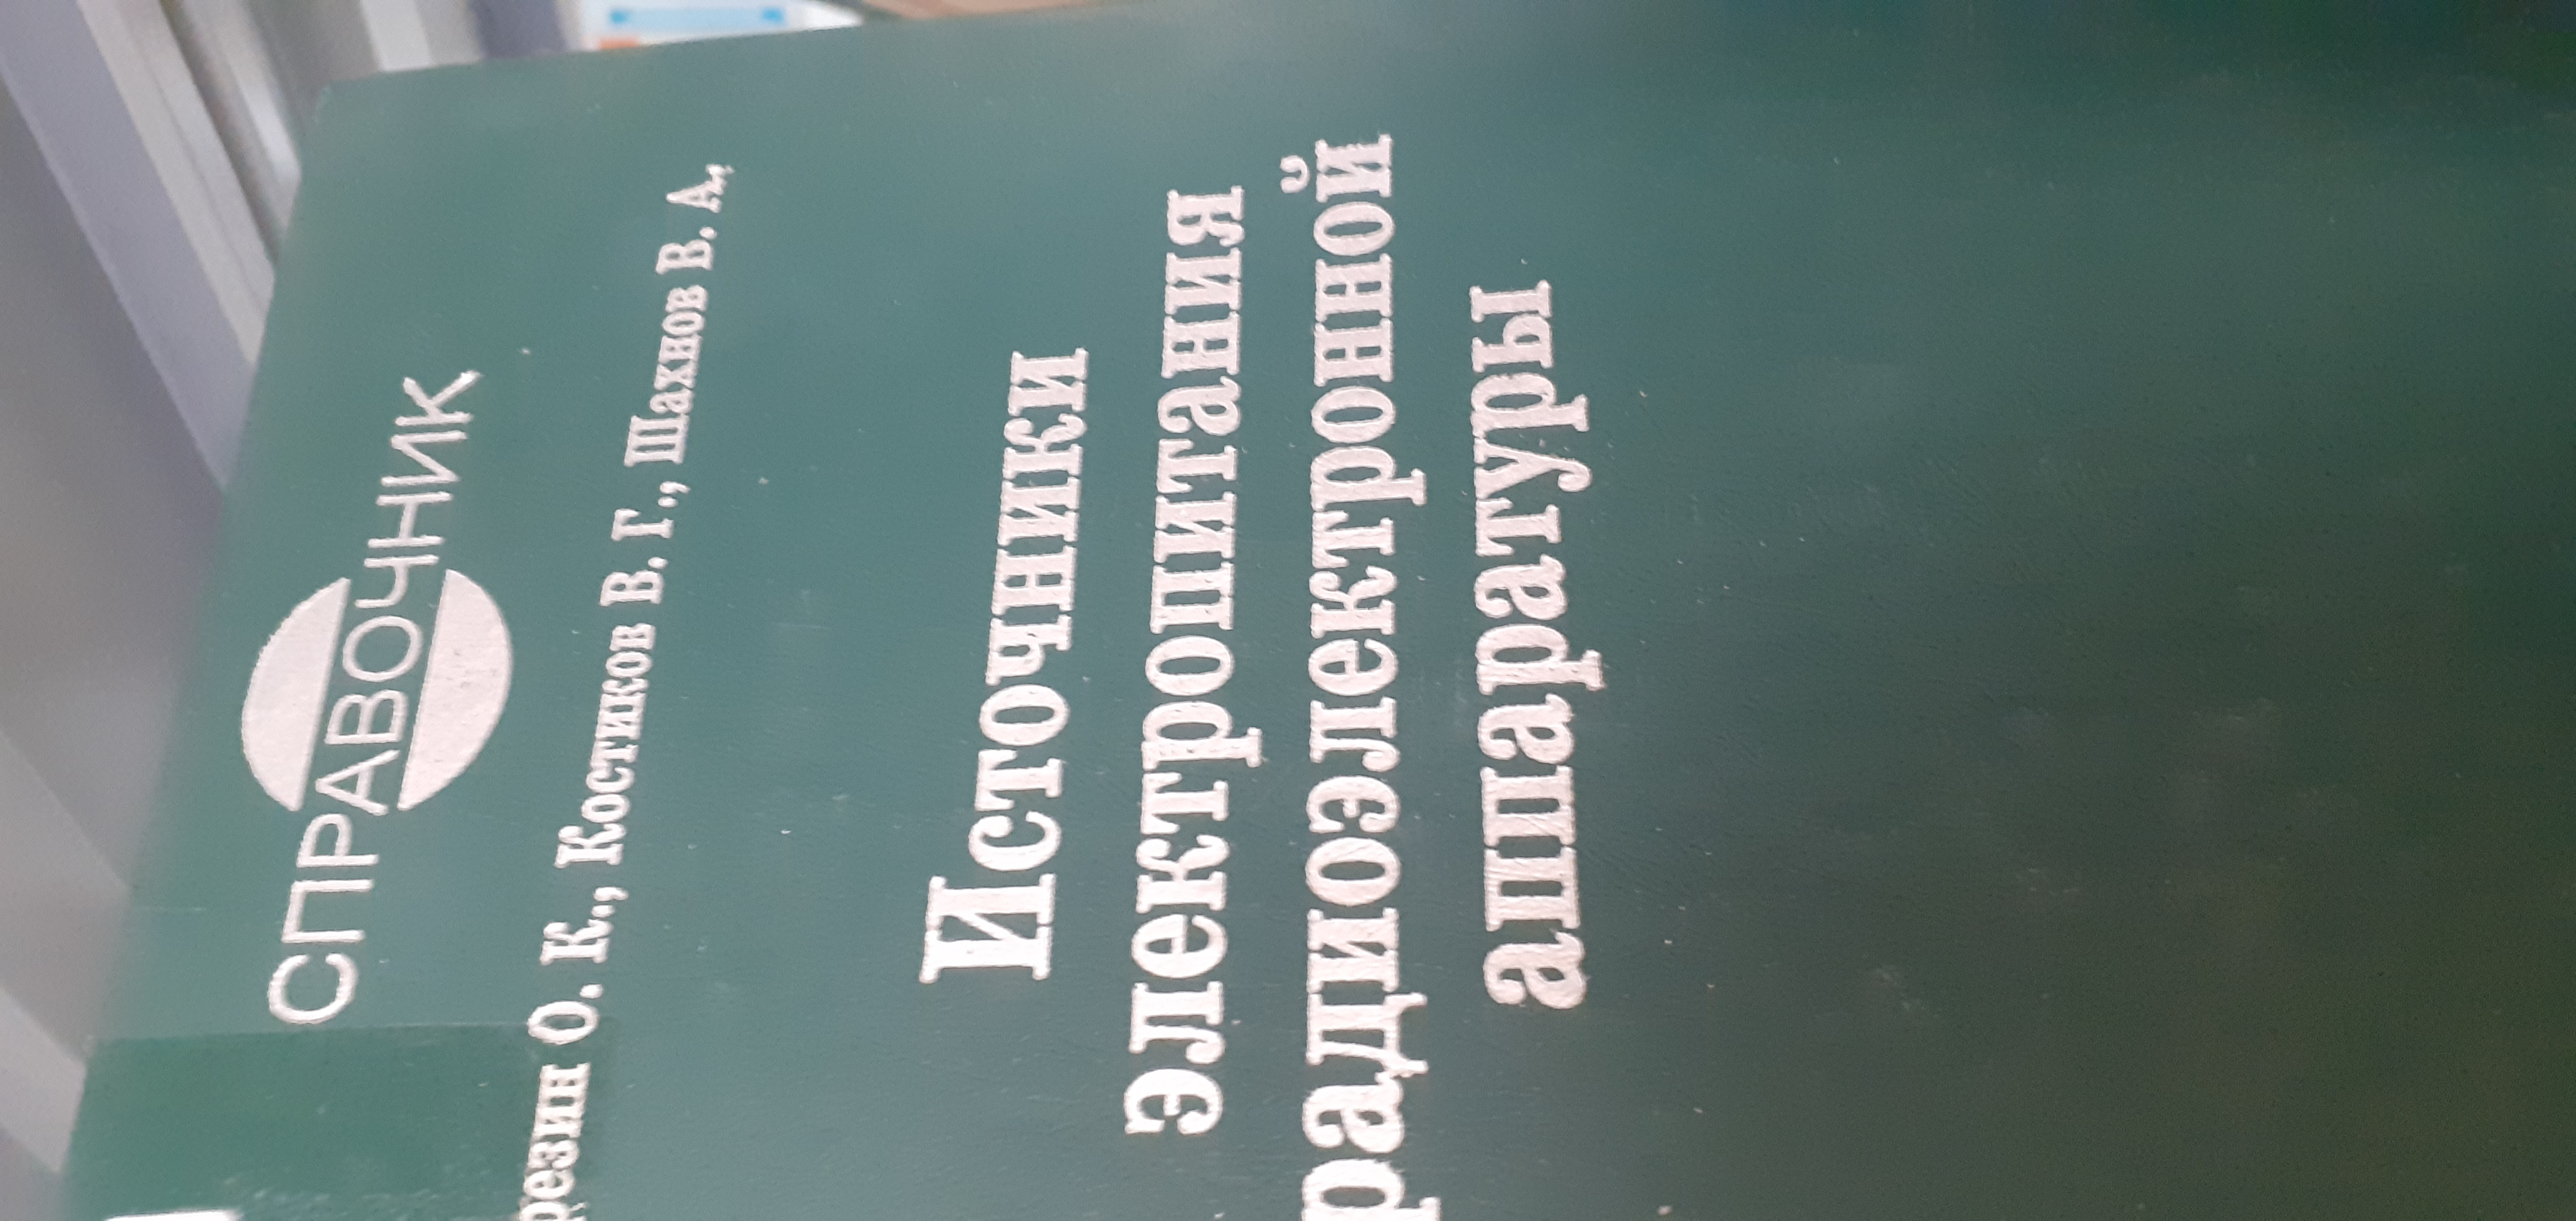 СПРАВОЧНИК
резин О. К., Костиков В. Г., Шахнов В. А.
Источники
электропитания
радиоэлектронной
аппаратуры